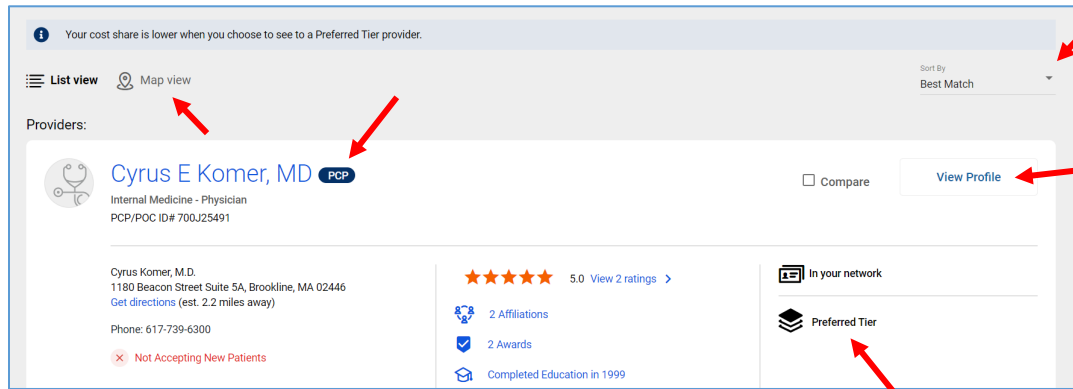 Your cost share is lower when you choose to see to a Preferred Tier provider.
List view
Map view
Sort By
Best Match
Providers:
Cyrus E Komer, MD PCP
Internal Medicine - Physician
PCP/POC ID# 700J25491
Compare
View Profile
Cyrus Komer, M.D.
1180 Beacon Street Suite 5A, Brookline, MA 02446
Get directions (est. 2.2 miles away)
Phone: 617-739-6300
Not Accepting New Patients
5.0 View 2 ratings >
2 Affiliations
2 Awards
Completed Education in 1999
In your network
Preferred Tier